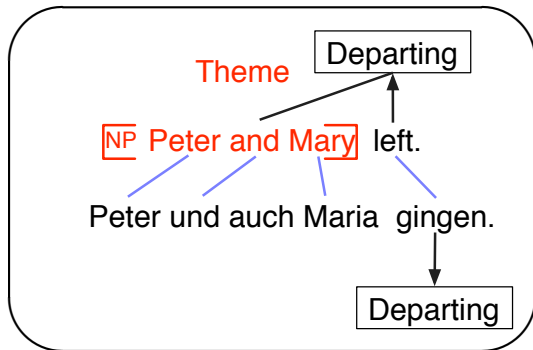 Departing
Theme
NP Peter and Mary left.
Peter und auch Maria gingen.
Departing